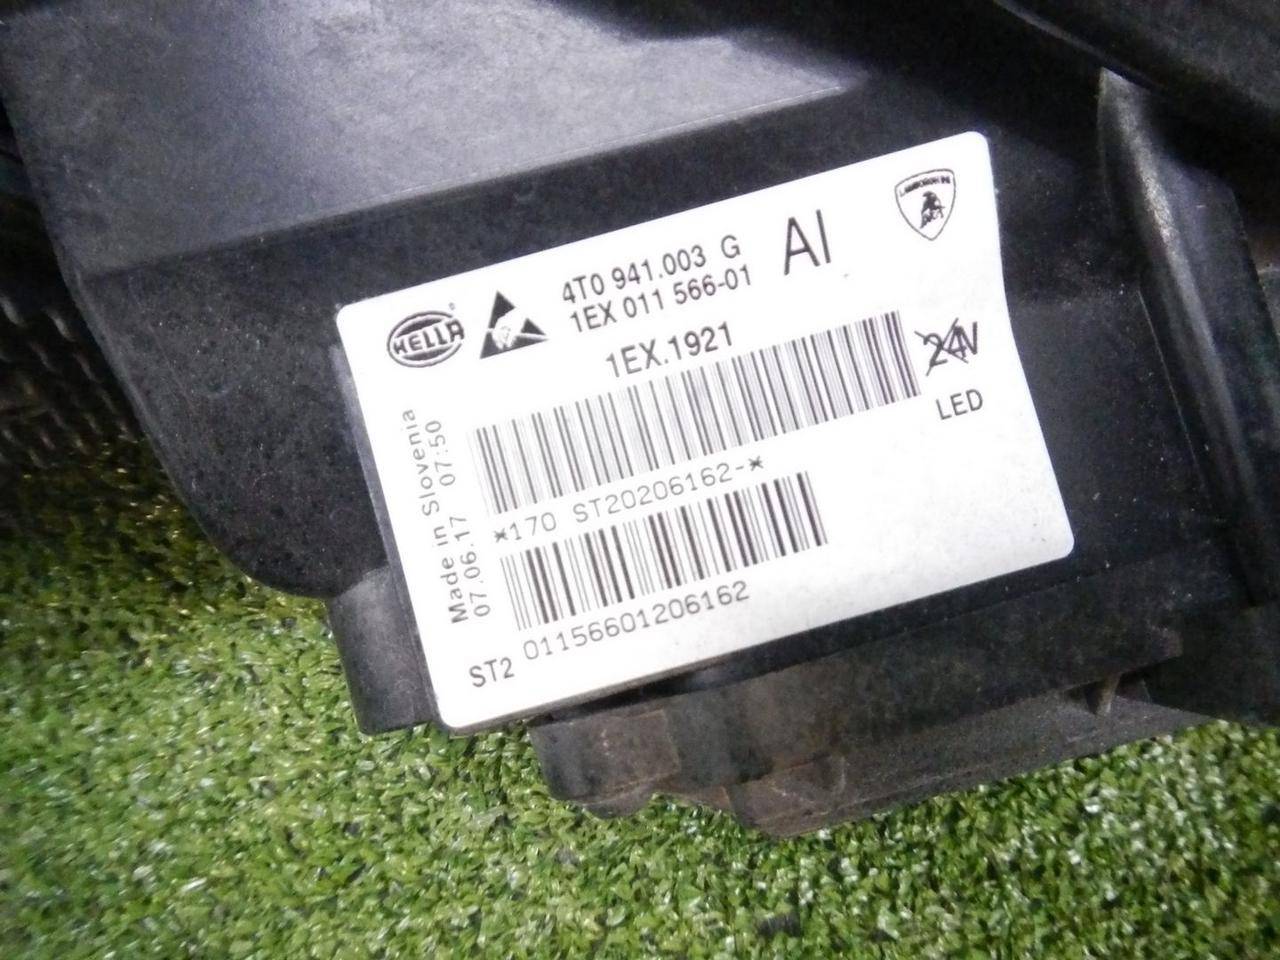 HELLA
4T0 941.003 G
1EX 011 566-01
AI
LAMBORGHINI
1EX.1921
24V
LED
*170 ST20206162-*
Made in Slovenia
07.06.17 07:50
ST2 01156601206162